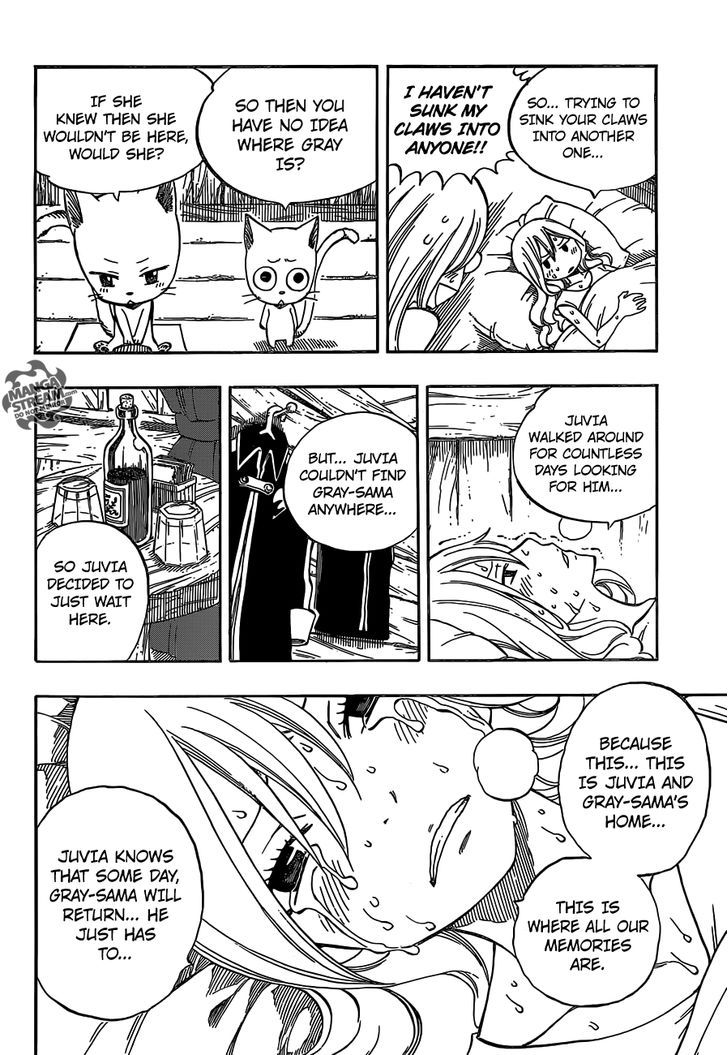 SO... TRYING TO
SINK YOUR CLAWS
INTO ANOTHER
ONE...
I HAVEN'T
SUNK MY
CLAWS INTO
ANYONE!!
SO THEN YOU
HAVE NO IDEA
WHERE GRAY
IS?
IF SHE
KNEW THEN SHE
WOULDN'T BE HERE,
WOULD SHE?
MANGA
STREAM
JUVIA
WALKED AROUND
FOR COUNTLESS
DAYS LOOKING
FOR HIM...
BUT... JUVIA
COULDN'T FIND
GRAY-SAMA
ANYWHERE...
SO JUVIA
DECIDED TO
JUST WAIT
HERE.
BECAUSE
THIS... THIS
IS JUVIA AND
GRAY-SAMA'S
HOME...
THIS IS
WHERE ALL OUR
MEMORIES
ARE.
JUVIA KNOWS
THAT SOME DAY,
GRAY-SAMA WILL
RETURN... HE
JUST HAS
TO...